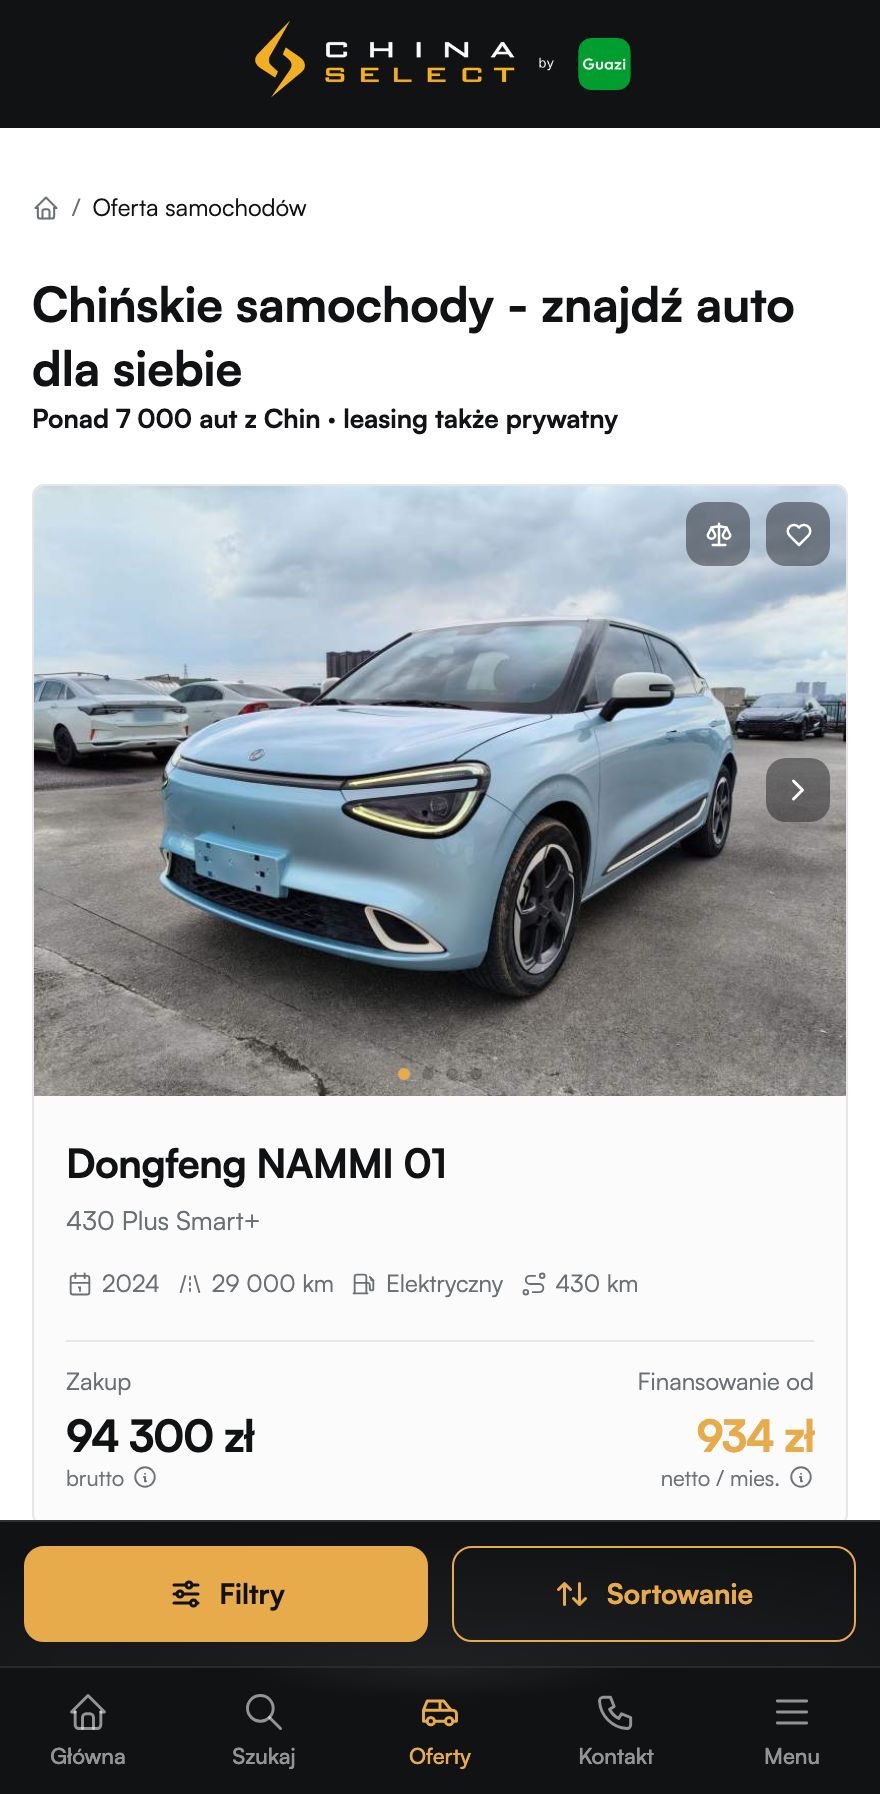 CHINA
SELECT
by
Guazi
/ Oferta samochodów
Chińskie samochody - znajdź auto
dla siebie
Ponad 7 000 aut z Chin · leasing także prywatny
Dongfeng NAMMI 01
430 Plus Smart+
2024 29 000 km Elektryczny 430 km
Zakup Finansowanie od
94 300 zł 934 zł
brutto netto / mies.
Filtry Sortowanie
Główna Szukaj Oferty Kontakt Menu